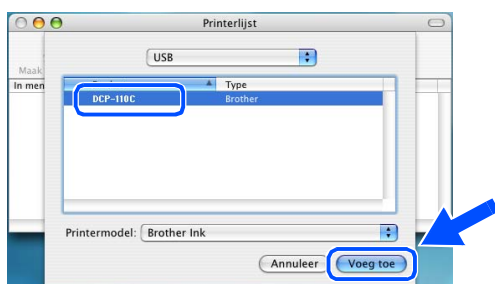 Printerlijst
USB
Maak
In men
Type
DCP-110C Brother
Printermodel: Brother Ink
Annuleer Voeg toe